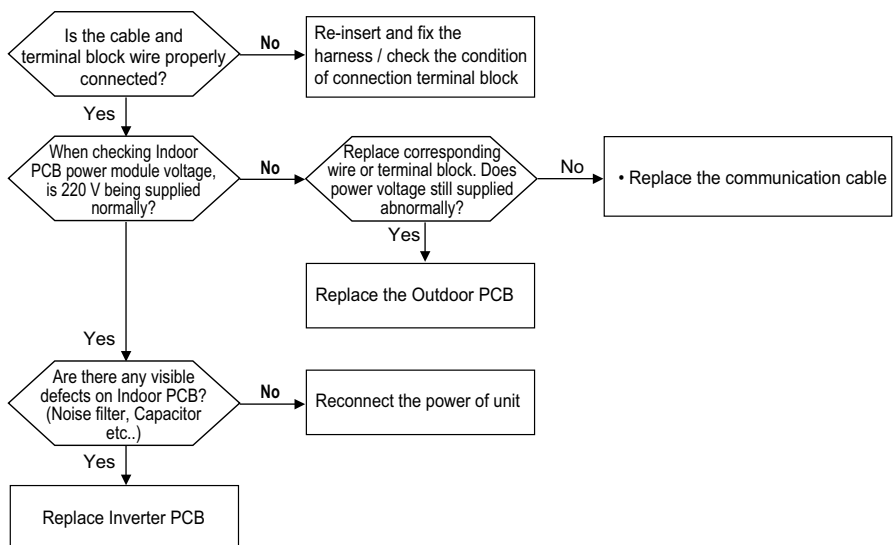 Is the cable and
terminal block wire properly
connected?
No
Re-insert and fix the
harness / check the condition
of connection terminal block
Yes
When checking Indoor
PCB power module voltage,
is 220 V being supplied
normally?
No
Replace corresponding
wire or terminal block. Does
power voltage still supplied
abnormally?
No
• Replace the communication cable
Yes
Replace the Outdoor PCB
Yes
Are there any visible
defects on Indoor PCB?
(Noise filter, Capacitor
etc..)
No
Reconnect the power of unit
Yes
Replace Inverter PCB